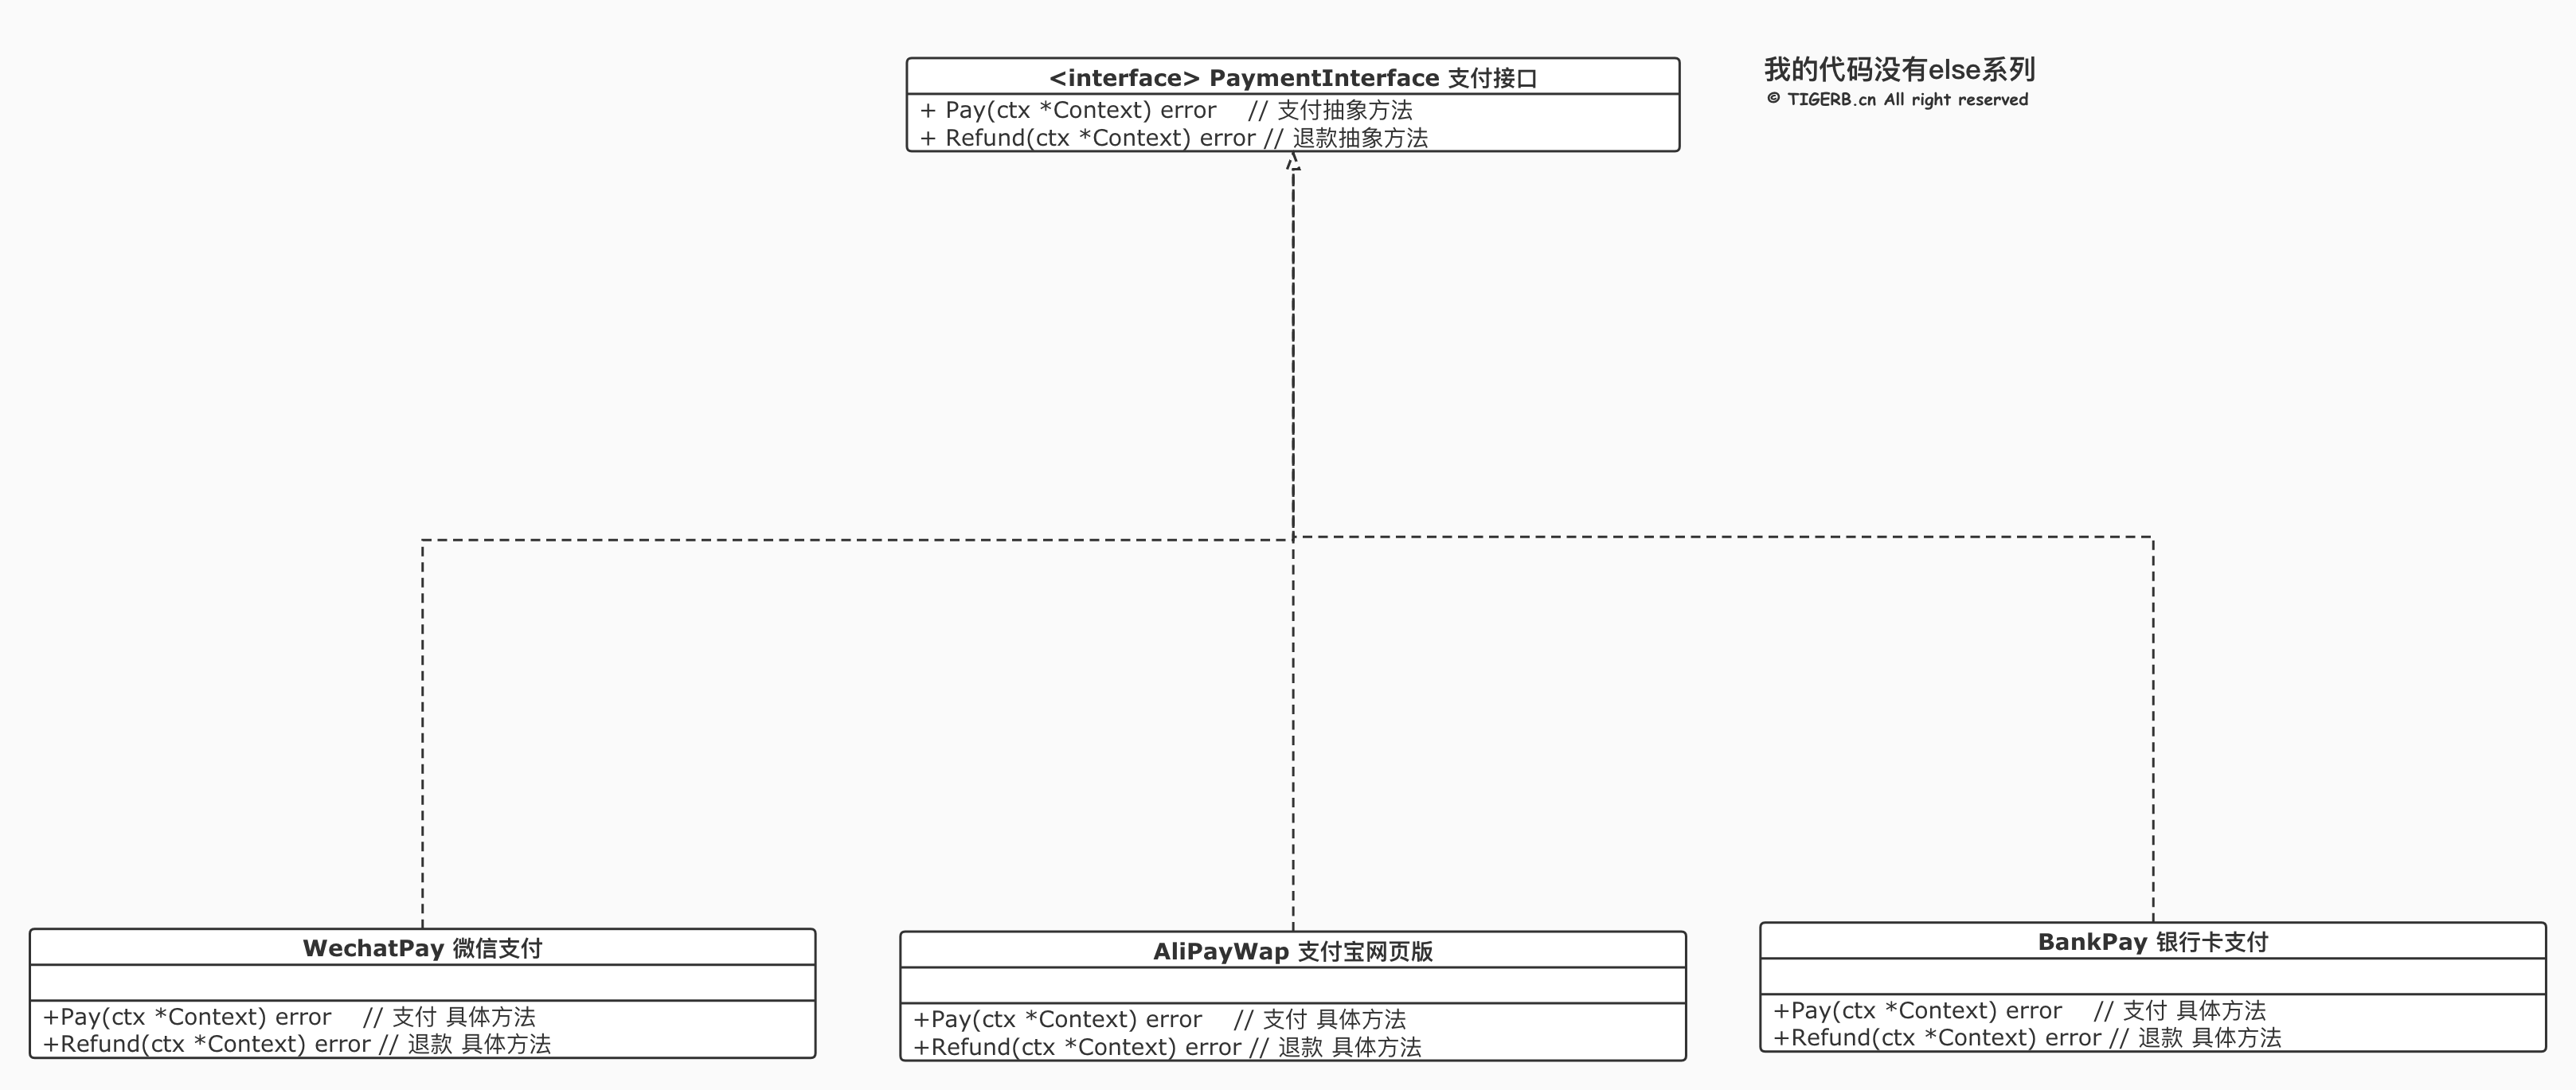 <interface> PaymentInterface 支付接口
+ Pay(ctx *Context) error // 支付抽象方法
+ Refund(ctx *Context) error // 退款抽象方法
我的代码没有else系列
© TIGERB.cn All right reserved
WechatPay 微信支付
+Pay(ctx *Context) error // 支付 具体方法
+Refund(ctx *Context) error // 退款 具体方法
AliPayWap 支付宝网页版
+Pay(ctx *Context) error // 支付 具体方法
+Refund(ctx *Context) error // 退款 具体方法
BankPay 银行卡支付
+Pay(ctx *Context) error // 支付 具体方法
+Refund(ctx *Context) error // 退款 具体方法